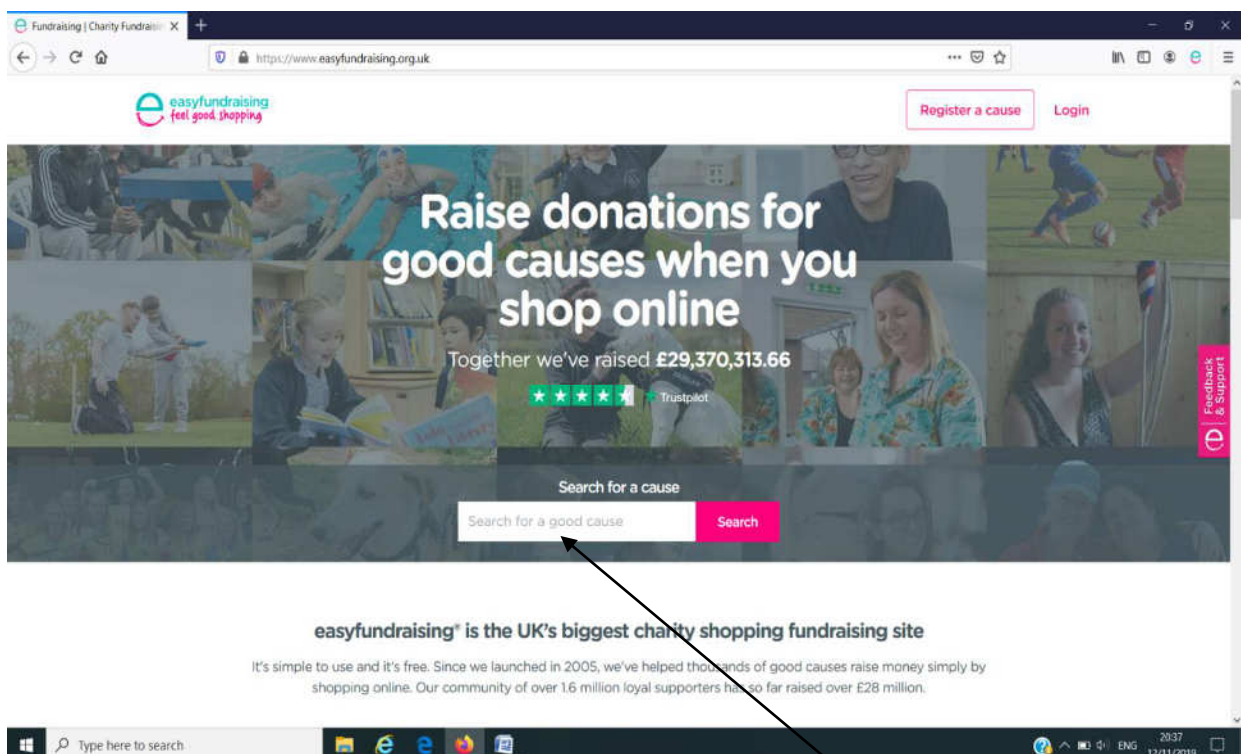 Fundraising | Charity Fundraisin
https://www.easyfundraising.org.uk
easyfundraising
feel good shopping
Register a cause
Login
Raise donations for
good causes when you
shop online
Together we've raised £29,370,313.66
Trustpilot
Feedback
& Support
Search for a cause
Search for a good cause
Search
easyfundraising® is the UK's biggest charity shopping fundraising site
It's simple to use and it's free. Since we launched in 2005, we've helped thousands of good causes raise money simply by
shopping online. Our community of over 1.6 million loyal supporters has so far raised over £28 million.
Type here to search
ENG
20:37
12/11/2019